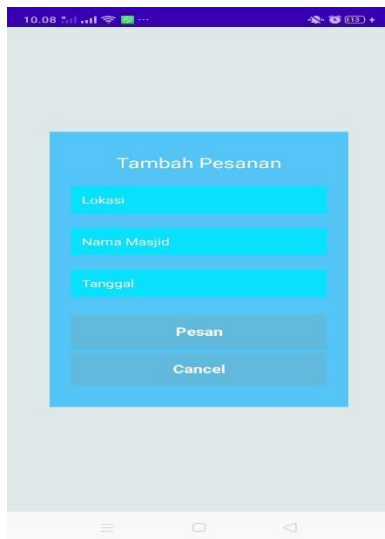 10.08
Tambah Pesanan
Lokasi
Nama Masjid
Tanggal
Pesan
Cancel